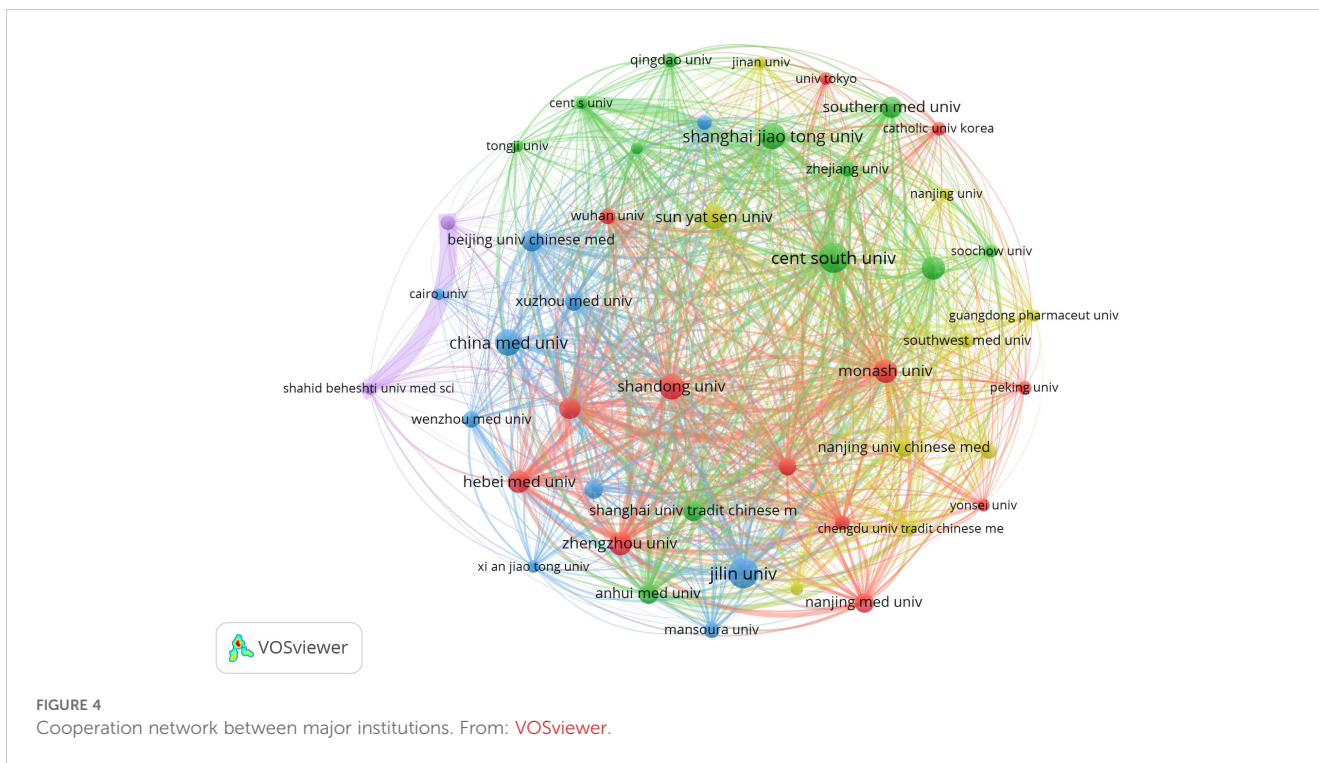 qingdao univ
jinan univ
univ tokyo
cent s univ
southern med univ
shanghai jiao tong univ
catholic univ korea
tongji univ
zhejiang univ
nanjing univ
wuhan univ
sun yat sen univ
beijing univ chinese med
soochow univ
cent south univ
cairo univ
xuzhou med univ
guangdong pharmaceut univ
china med univ
southwest med univ
monash univ
shahid beheshti univ med sci
shandong univ
peking univ
wenzhou med univ
nanjing univ chinese med
hebei med univ
shanghai univ tradit chinese m
yonsei univ
chengdu univ tradit chinese me
zhengzhou univ
xi an jiao tong univ
jilin univ
anhui med univ
nanjing med univ
mansoura univ
VOSviewer
FIGURE 4
Cooperation network between major institutions. From: VOSviewer.